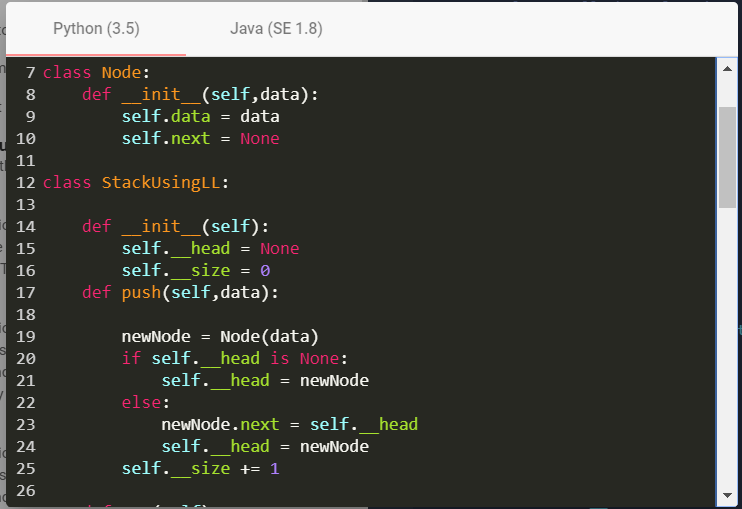 Python (3.5) Java (SE 1.8)
7 class Node:
8     def __init__(self,data):
9         self.data = data
10         self.next = None
11
12 class StackUsingLL:
13
14     def __init__(self):
15         self.__head = None
16         self.__size = 0
17     def push(self,data):
18
19         newNode = Node(data)
20         if self.__head is None:
21             self.__head = newNode
22         else:
23             newNode.next = self.__head
24             self.__head = newNode
25         self.__size += 1
26